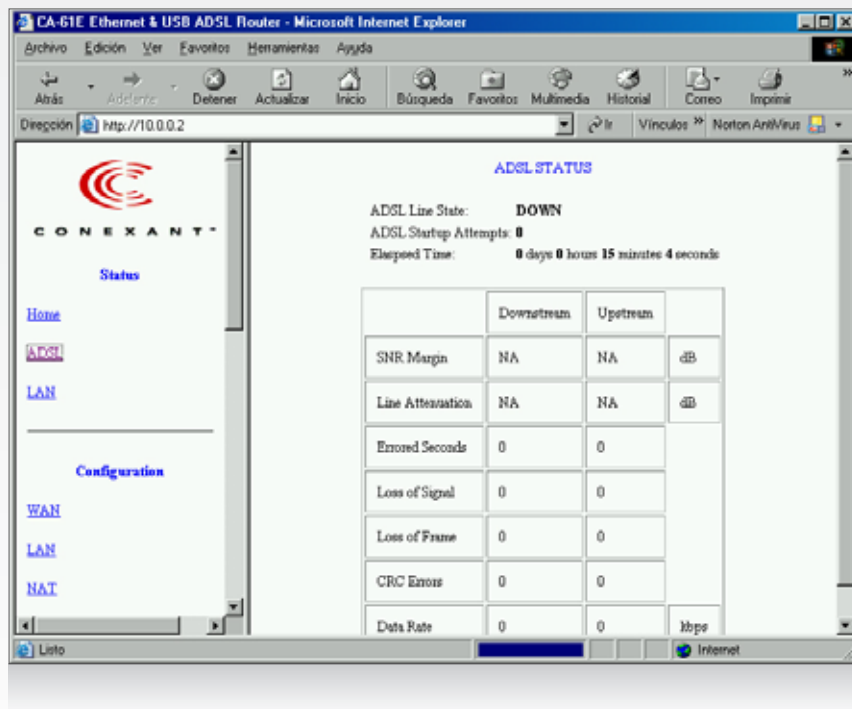 CA-61E Ethernet & USB ADSL Router - Microsoft Internet Explorer
Archivo Edición Ver Favoritos Herramientas Ayuda
Atrás Adelante Detener Actualizar Inicio Búsqueda Favoritos Multimedia Historial Correo Imprimir »
Dirección http://10.0.0.2 Ir Vínculos » Norton AntiVirus
CONEXANT™
Status
Home
ADSL
LAN
Configuration
WAN
LAN
NAT
ADSL STATUS
ADSL Line State: DOWN
ADSL Startup Attempts: 0
Elaspsed Time: 0 days 0 hours 15 minutes 4 seconds
Downstream Upstream
SNR Margin NA NA dB
Line Attenuation NA NA dB
Errored Seconds 0 0
Loss of Signal 0 0
Loss of Frame 0 0
CRC Errors 0 0
Data Rate 0 0 kbps
Listo Internet